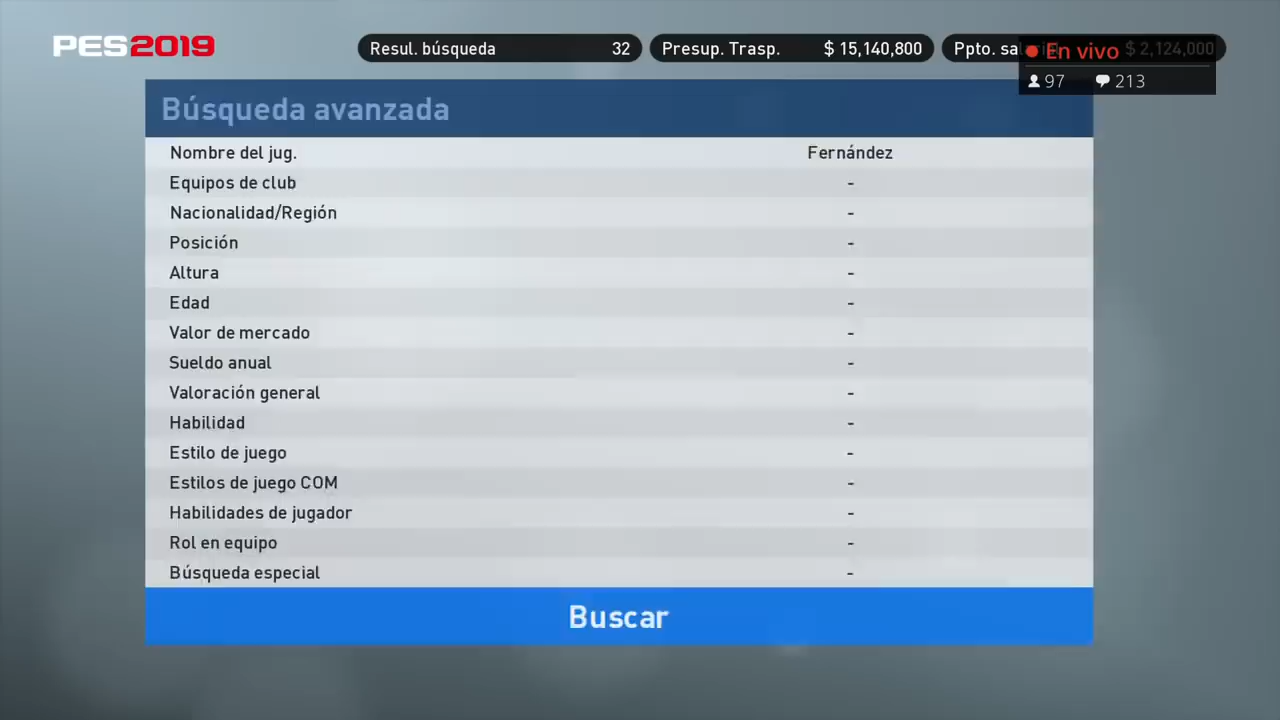 PES2019
Resul. búsqueda 32 Presup. Trasp. $ 15,140,800 Ppto. $ 2,124,000
En vivo
97 213
Búsqueda avanzada
Nombre del jug. Fernández
Equipos de club -
Nacionalidad/Región -
Posición -
Altura -
Edad -
Valor de mercado -
Sueldo anual -
Valoración general -
Habilidad -
Estilo de juego -
Estilos de juego COM -
Habilidades de jugador -
Rol en equipo -
Búsqueda especial -
Buscar